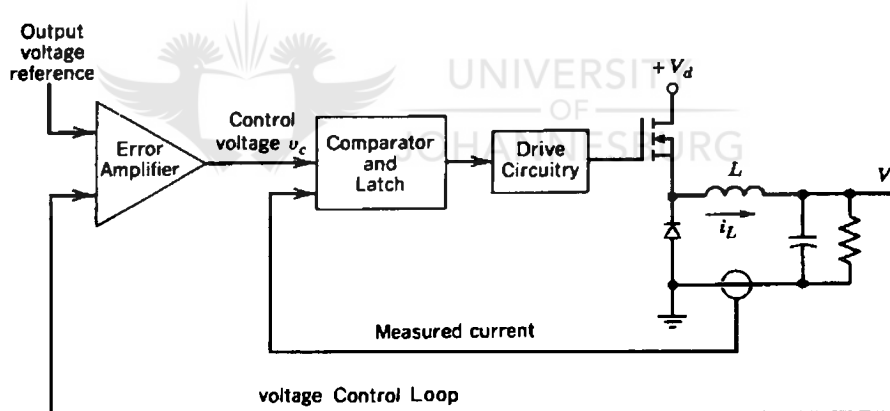 Output
voltage
reference
UNIVERSITY
OF
JOHANNESBURG
+ V_d
Control
voltage v_c
Error
Amplifier
Comparator
and
Latch
Drive
Circuitry
L
V
i_L
Measured current
voltage Control Loop